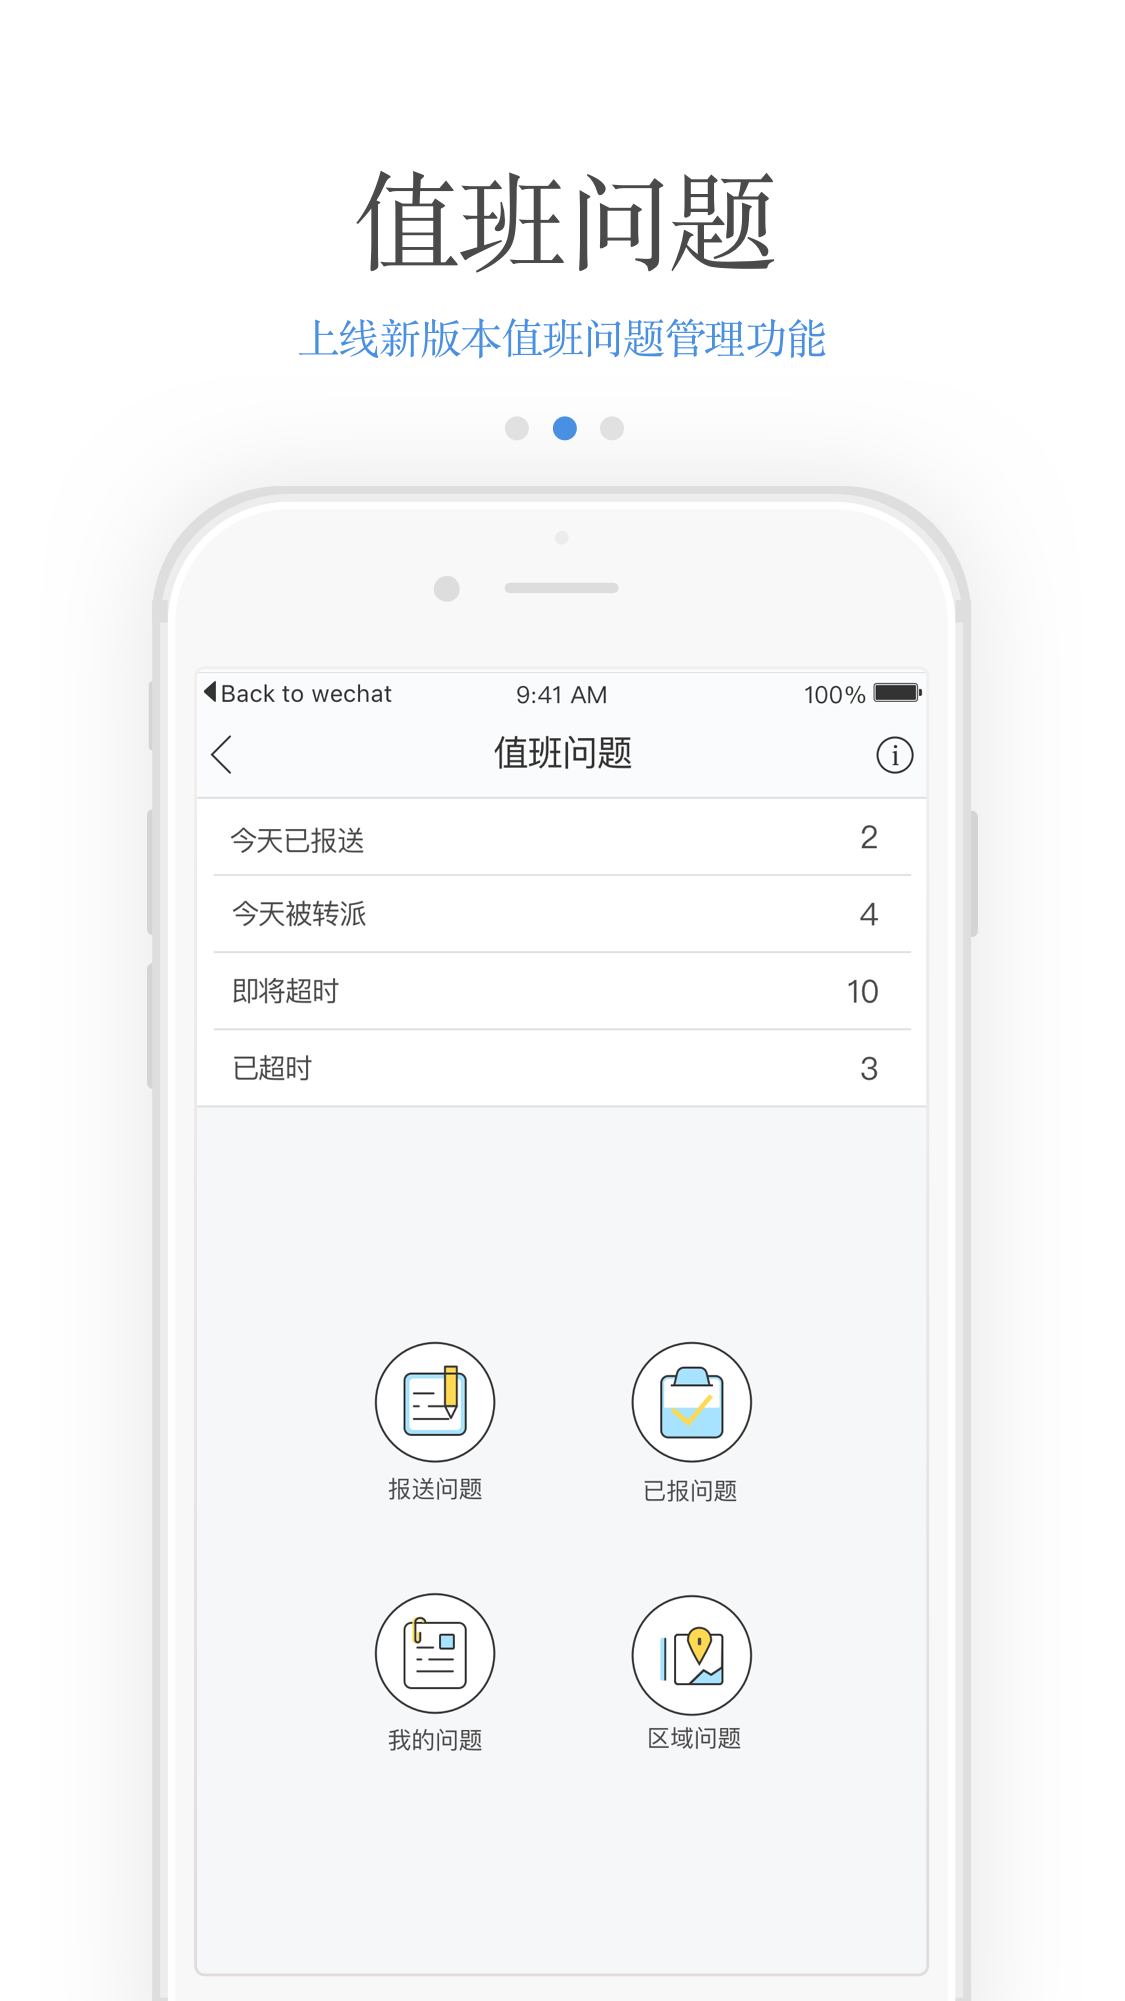 值班问题
上线新版本值班问题管理功能
Back to wechat 9:41 AM 100%
值班问题
今天已报送 2
今天被转派 4
即将超时 10
已超时 3
报送问题 已报问题
我的问题 区域问题